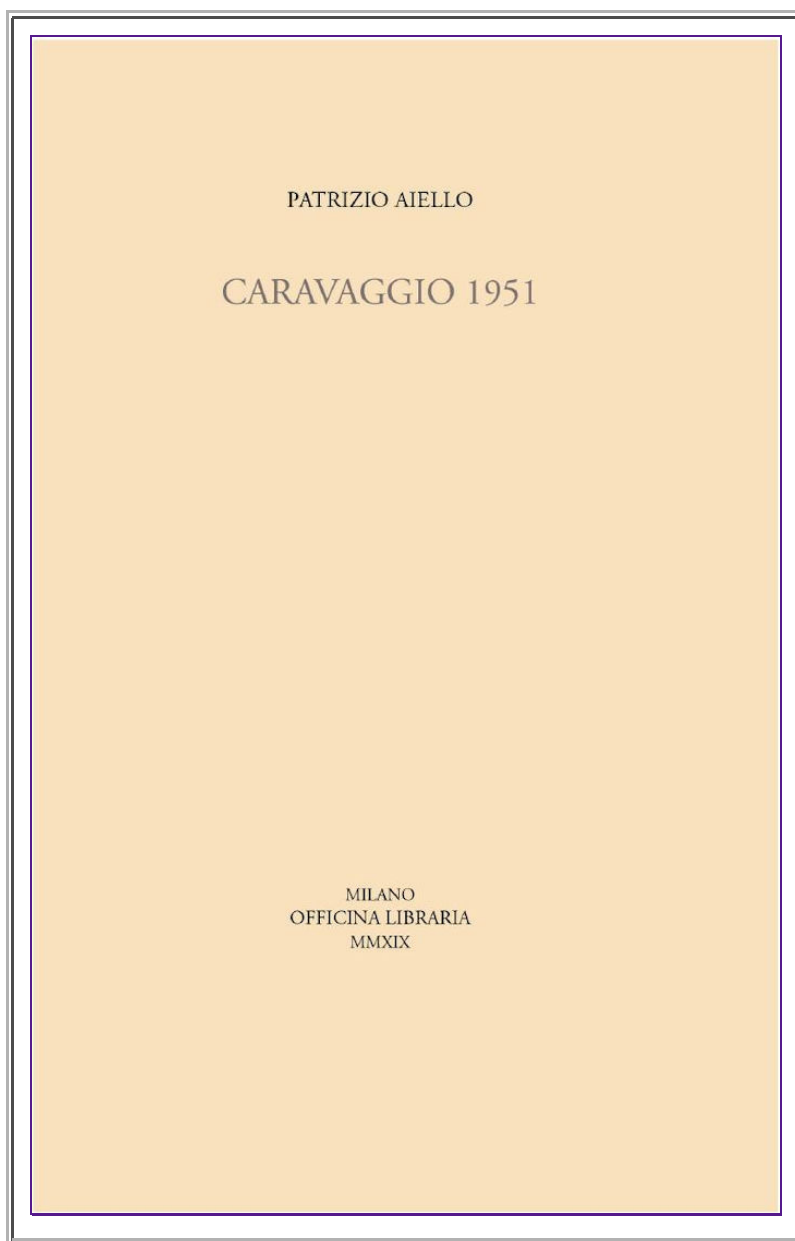 PATRIZIO AIELLO
CARAVAGGIO 1951
MILANO
OFFICINA LIBRARIA
MMXIX